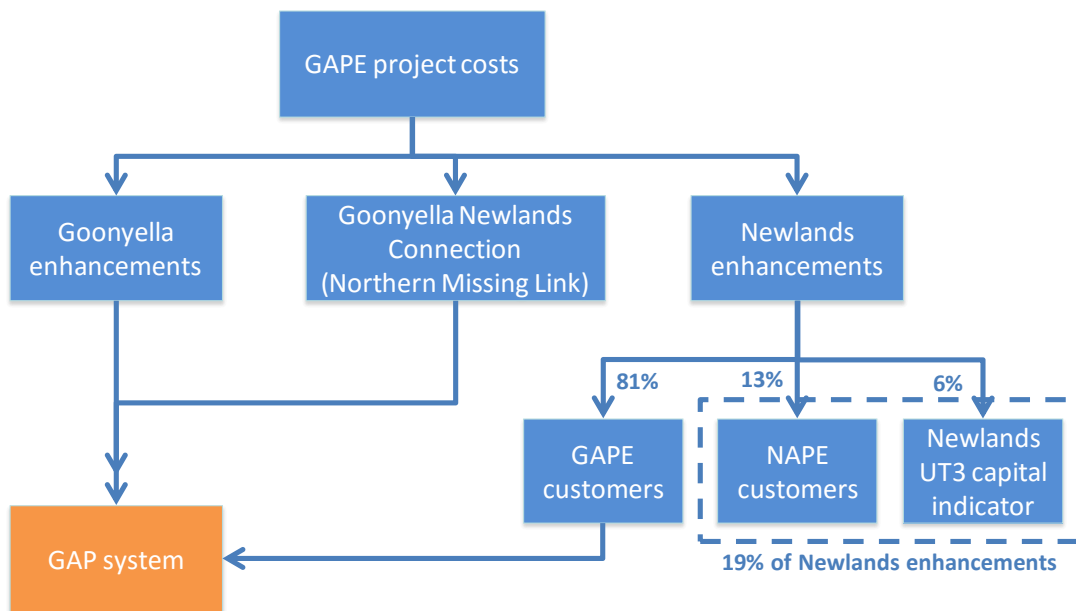 GAPE project costs
Goonyella
enhancements
Goonyella Newlands
Connection
(Northern Missing Link)
Newlands
enhancements
81%
13%
6%
GAPE
customers
NAPE
customers
Newlands
UT3 capital
indicator
GAP system
19% of Newlands enhancements